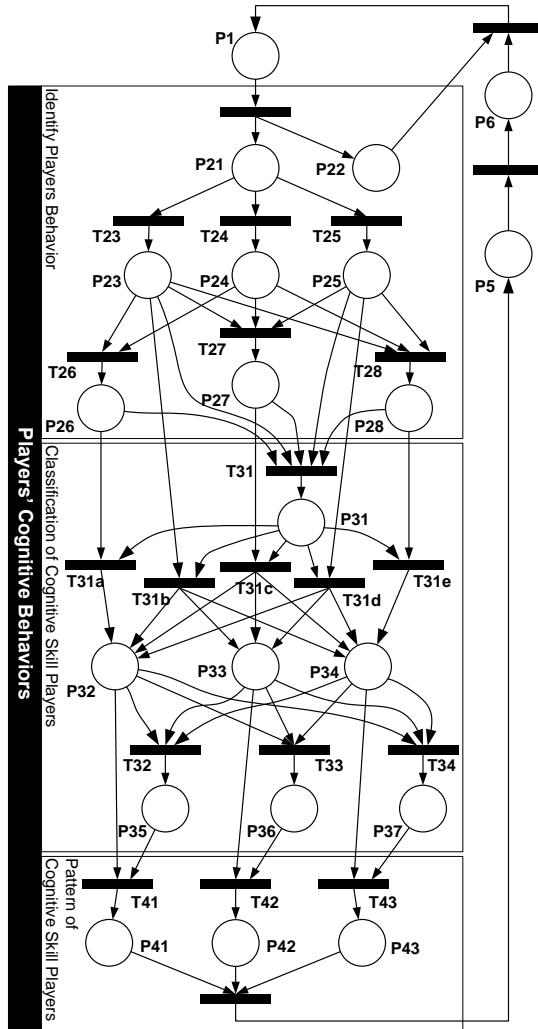 P1
P6
Identify Players Behavior
P21
P22
T23
T24
T25
P5
P23
P24
P25
T27
T26
T28
P27
P26
P28
Players' Cognitive Behaviors
Classification of Cognitive Skill Players
T31
P31
T31a
T31b
T31c
T31d
T31e
P32
P33
P34
T32
T33
T34
P35
P36
P37
Pattern of
Cognitive Skill Players
T41
T42
T43
P41
P42
P43